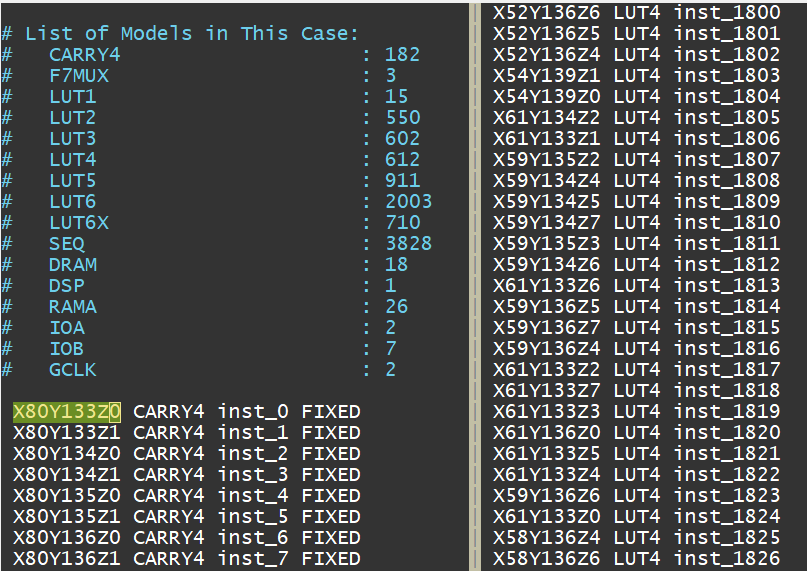 # List of Models in This Case:
# CARRY4 : 182
# F7MUX : 3
# LUT1 : 15
# LUT2 : 550
# LUT3 : 602
# LUT4 : 612
# LUT5 : 911
# LUT6 : 2003
# LUT6X : 710
# SEQ : 3828
# DRAM : 18
# DSP : 1
# RAMA : 26
# IOA : 2
# IOB : 7
# GCLK : 2
X80Y133Z0 CARRY4 inst_0 FIXED
X80Y133Z1 CARRY4 inst_1 FIXED
X80Y134Z0 CARRY4 inst_2 FIXED
X80Y134Z1 CARRY4 inst_3 FIXED
X80Y135Z0 CARRY4 inst_4 FIXED
X80Y135Z1 CARRY4 inst_5 FIXED
X80Y136Z0 CARRY4 inst_6 FIXED
X80Y136Z1 CARRY4 inst_7 FIXED
X52Y136Z6 LUT4 inst_1800
X52Y136Z5 LUT4 inst_1801
X52Y136Z4 LUT4 inst_1802
X54Y139Z1 LUT4 inst_1803
X54Y139Z0 LUT4 inst_1804
X61Y134Z2 LUT4 inst_1805
X61Y133Z1 LUT4 inst_1806
X59Y135Z2 LUT4 inst_1807
X59Y134Z4 LUT4 inst_1808
X59Y134Z5 LUT4 inst_1809
X59Y134Z7 LUT4 inst_1810
X59Y135Z3 LUT4 inst_1811
X59Y134Z6 LUT4 inst_1812
X61Y133Z6 LUT4 inst_1813
X59Y136Z5 LUT4 inst_1814
X59Y136Z7 LUT4 inst_1815
X59Y136Z4 LUT4 inst_1816
X61Y133Z2 LUT4 inst_1817
X61Y133Z7 LUT4 inst_1818
X61Y133Z3 LUT4 inst_1819
X61Y136Z0 LUT4 inst_1820
X61Y133Z5 LUT4 inst_1821
X61Y133Z4 LUT4 inst_1822
X59Y136Z6 LUT4 inst_1823
X61Y133Z0 LUT4 inst_1824
X58Y136Z4 LUT4 inst_1825
X58Y136Z6 LUT4 inst_1826